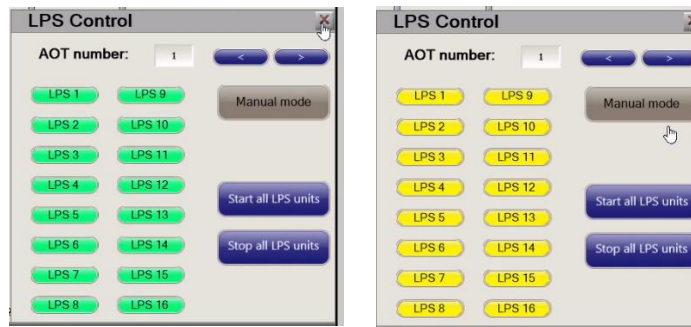 LPS Control
AOT number: 1 < >
LPS 1 LPS 9 Manual mode
LPS 2 LPS 10
LPS 3 LPS 11
LPS 4 LPS 12 Start all LPS units
LPS 5 LPS 13
LPS 6 LPS 14 Stop all LPS units
LPS 7 LPS 15
LPS 8 LPS 16
LPS Control
AOT number: 1 < >
LPS 1 LPS 9 Manual mode
LPS 2 LPS 10
LPS 3 LPS 11
LPS 4 LPS 12 Start all LPS units
LPS 5 LPS 13
LPS 6 LPS 14 Stop all LPS units
LPS 7 LPS 15
LPS 8 LPS 16